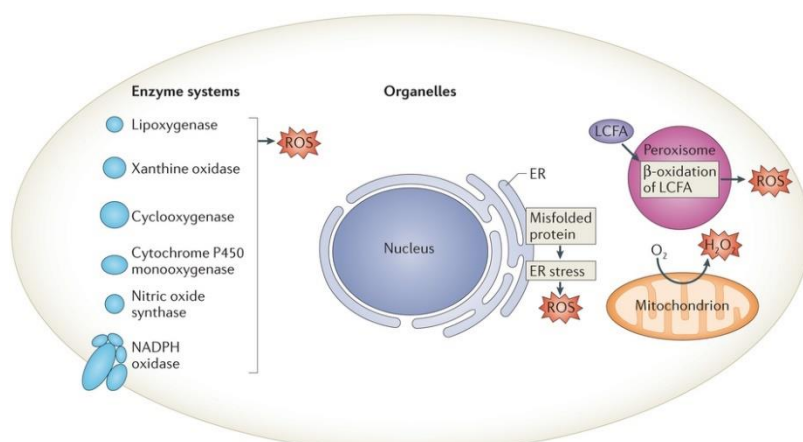 Enzyme systems
Lipoxygenase
Xanthine oxidase
Cyclooxygenase
Cytochrome P450
monooxygenase
Nitric oxide
synthase
NADPH
oxidase
ROS
Organelles
Nucleus
ER
Misfolded
protein
ER stress
ROS
LCFA
Peroxisome
β-oxidation
of LCFA
ROS
O₂
H₂O₂
Mitochondrion